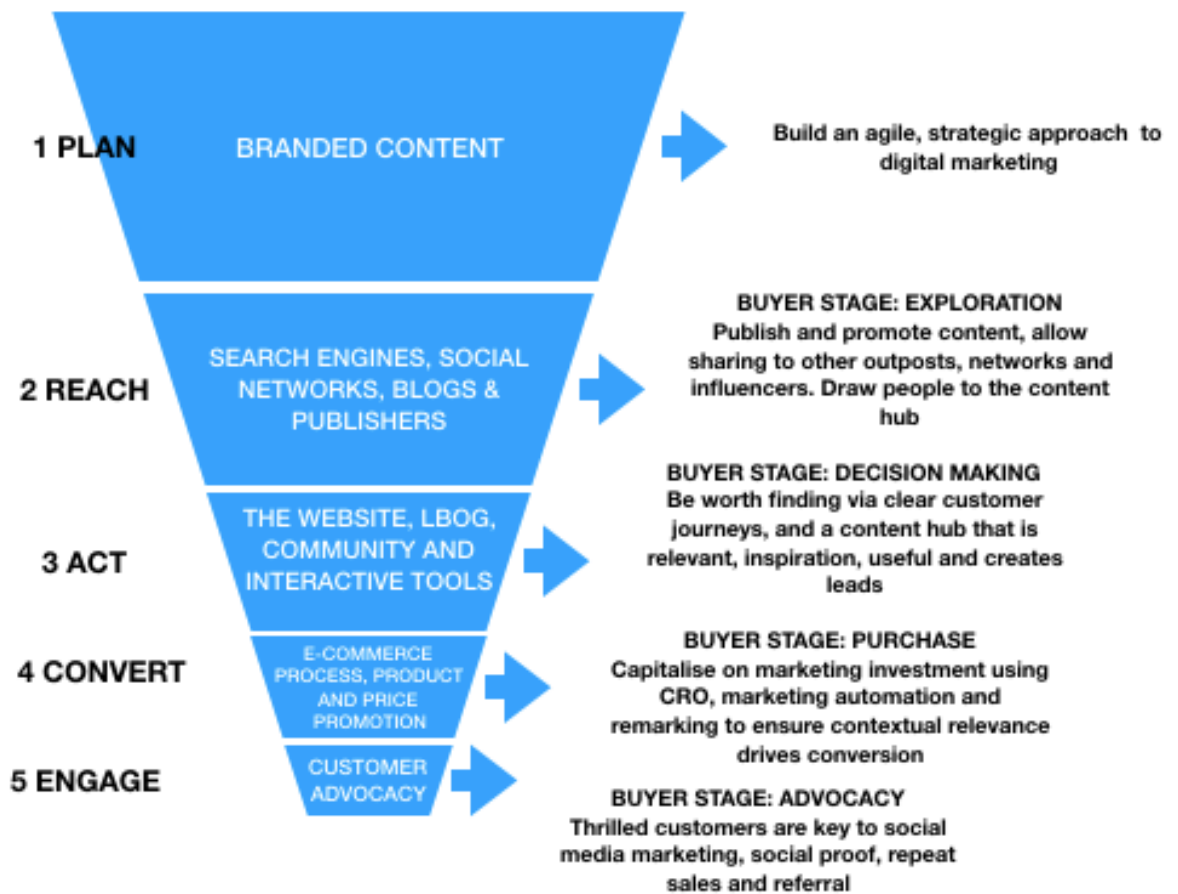 1 PLAN
BRANDED CONTENT
Build an agile, strategic approach to
digital marketing
2 REACH
SEARCH ENGINES, SOCIAL
NETWORKS, BLOGS &
PUBLISHERS
BUYER STAGE: EXPLORATION
Publish and promote content, allow
sharing to other outposts, networks and
influencers. Draw people to the content
hub
3 ACT
THE WEBSITE, LBOG,
COMMUNITY AND
INTERACTIVE TOOLS
BUYER STAGE: DECISION MAKING
Be worth finding via clear customer
journeys, and a content hub that is
relevant, inspiration, useful and creates
leads
4 CONVERT
E-COMMERCE
PROCESS, PRODUCT
AND PRICE
PROMOTION
BUYER STAGE: PURCHASE
Capitalise on marketing investment using
CRO, marketing automation and
remarking to ensure contextual relevance
drives conversion
5 ENGAGE
CUSTOMER
ADVOCACY
BUYER STAGE: ADVOCACY
Thrilled customers are key to social
media marketing, social proof, repeat
sales and referral